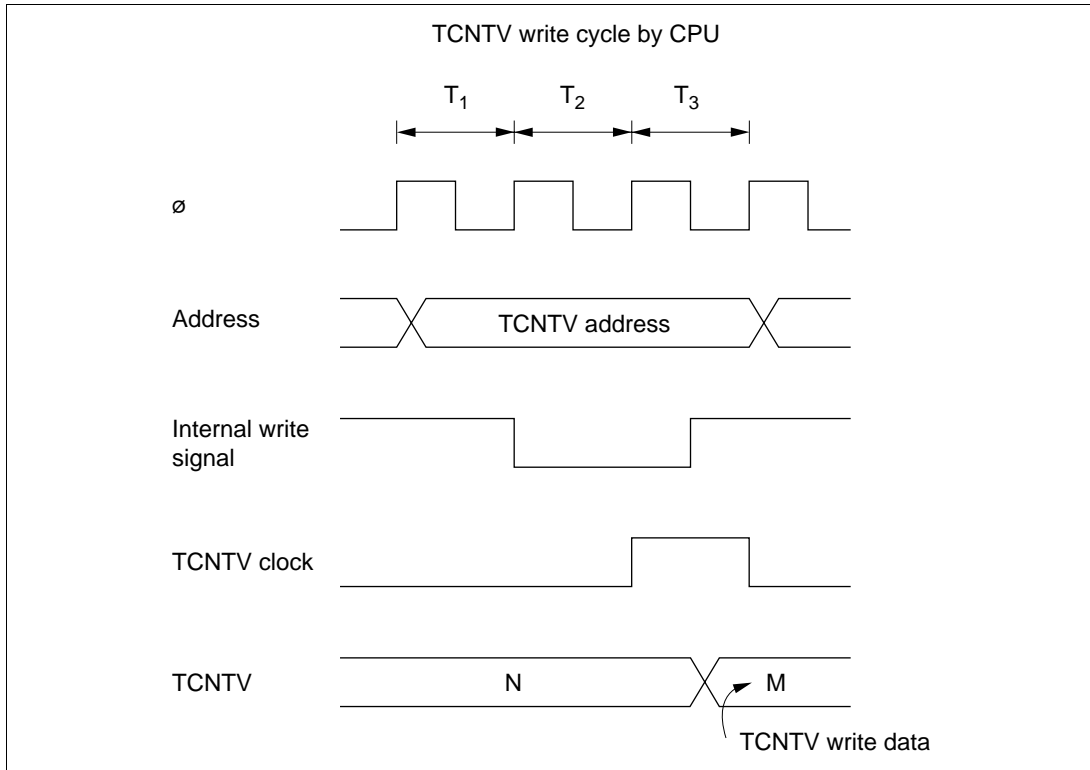 TCNTV write cycle by CPU
T1 T2 T3
ø
Address
TCNTV address
Internal write
signal
TCNTV clock
TCNTV
N
M
TCNTV write data